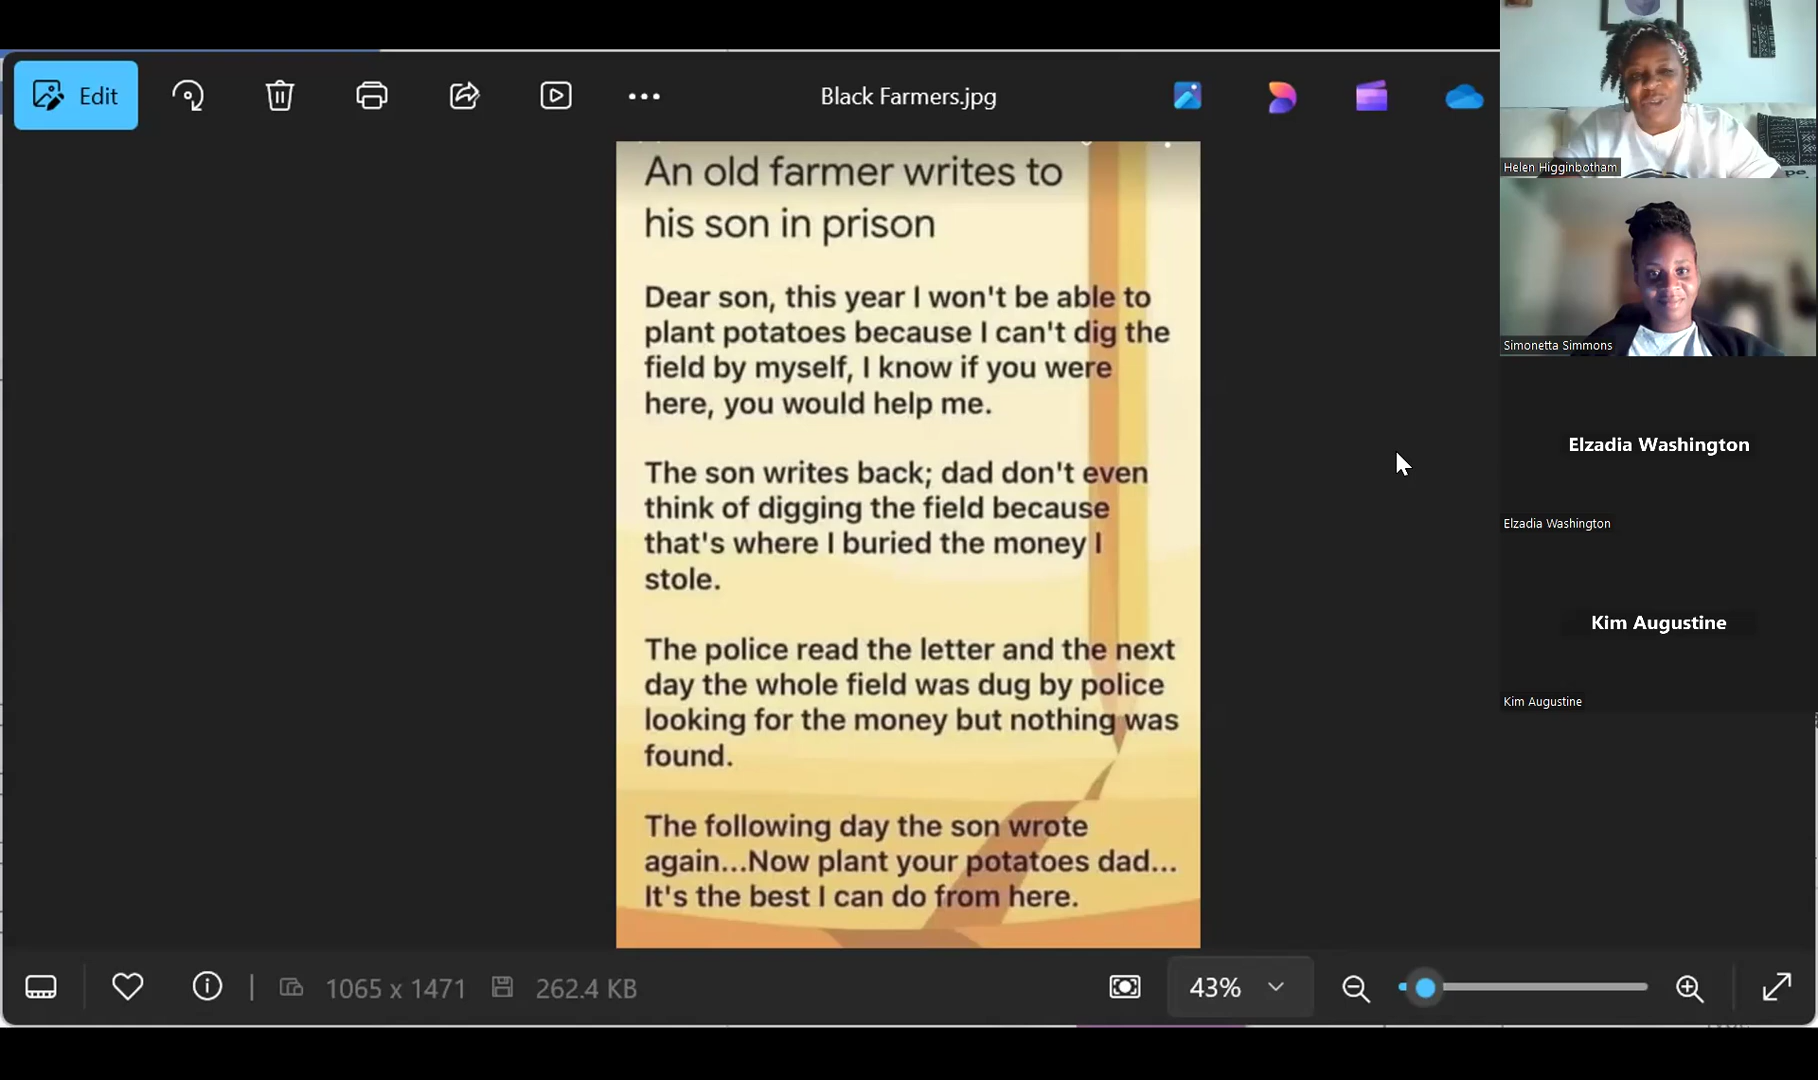 Edit
Black Farmers.jpg
An old farmer writes to
his son in prison
Dear son, this year I won't be able to
plant potatoes because I can't dig the
field by myself, I know if you were
here, you would help me.
The son writes back; dad don't even
think of digging the field because
that's where I buried the money I
stole.
The police read the letter and the next
day the whole field was dug by police
looking for the money but nothing was
found.
The following day the son wrote
again...Now plant your potatoes dad...
It's the best I can do from here.
1065 x 1471
262.4 KB
43%
Helen Higginbotham
Simonetta Simmons
Elzadia Washington
Elzadia Washington
Kim Augustine
Kim Augustine